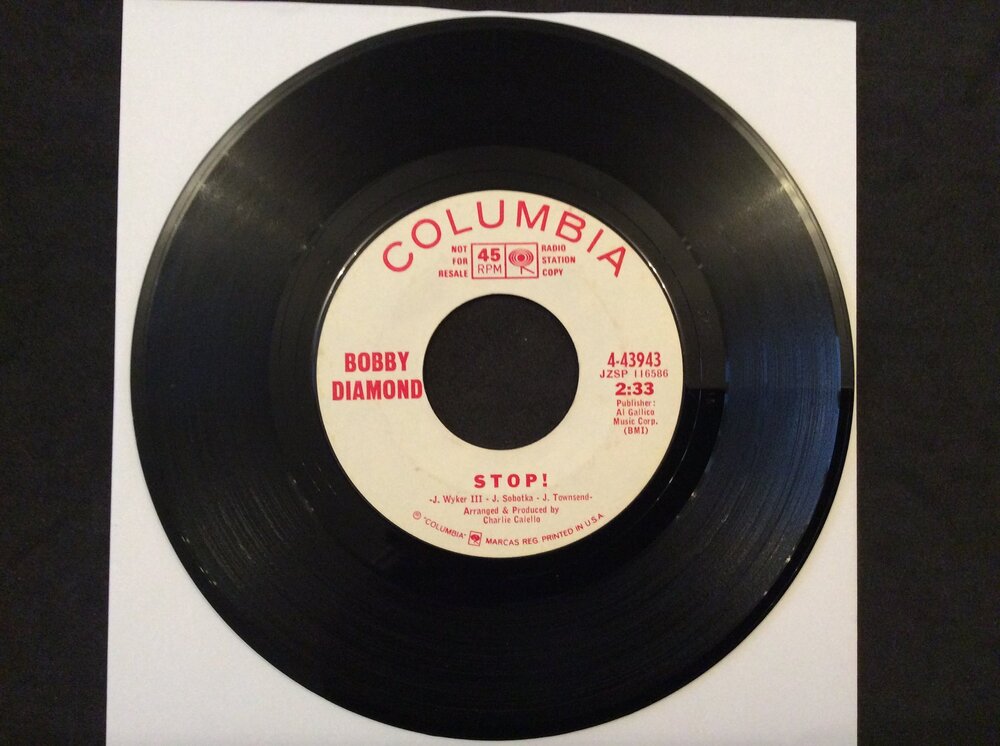 COLUMBIA
NOT
FOR
RESALE
45
RPM
RADIO
STATION
COPY
BOBBY
DIAMOND
4-43943
JZSP 116586
2:33
Publisher:
Al Gallico
Music Corp.
(BMI)
STOP!
-J. Wyker III - J. Sobotka - J. Townsend-
Arranged & Produced by
Charlie Calello
℗ "COLUMBIA" MARCAS REG. PRINTED IN U.S.A.